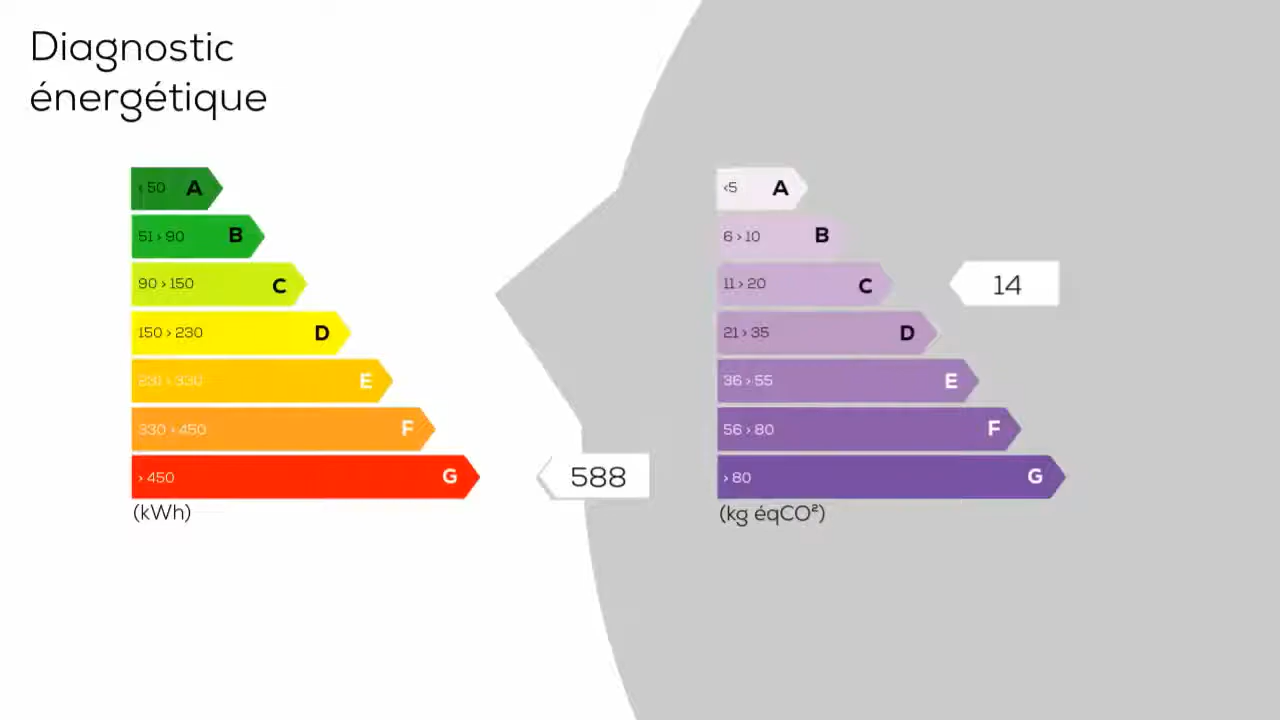 Diagnostic
énergétique
‹ 50 A
51 › 90 B
90 › 150 C
150 › 230 D
230 › 330 E
330 › 450 F
› 450 G
588
(kWh)
‹5 A
6 › 10 B
11 › 20 C
14
21 › 35 D
36 › 55 E
56 › 80 F
› 80 G
(kg éqCO²)